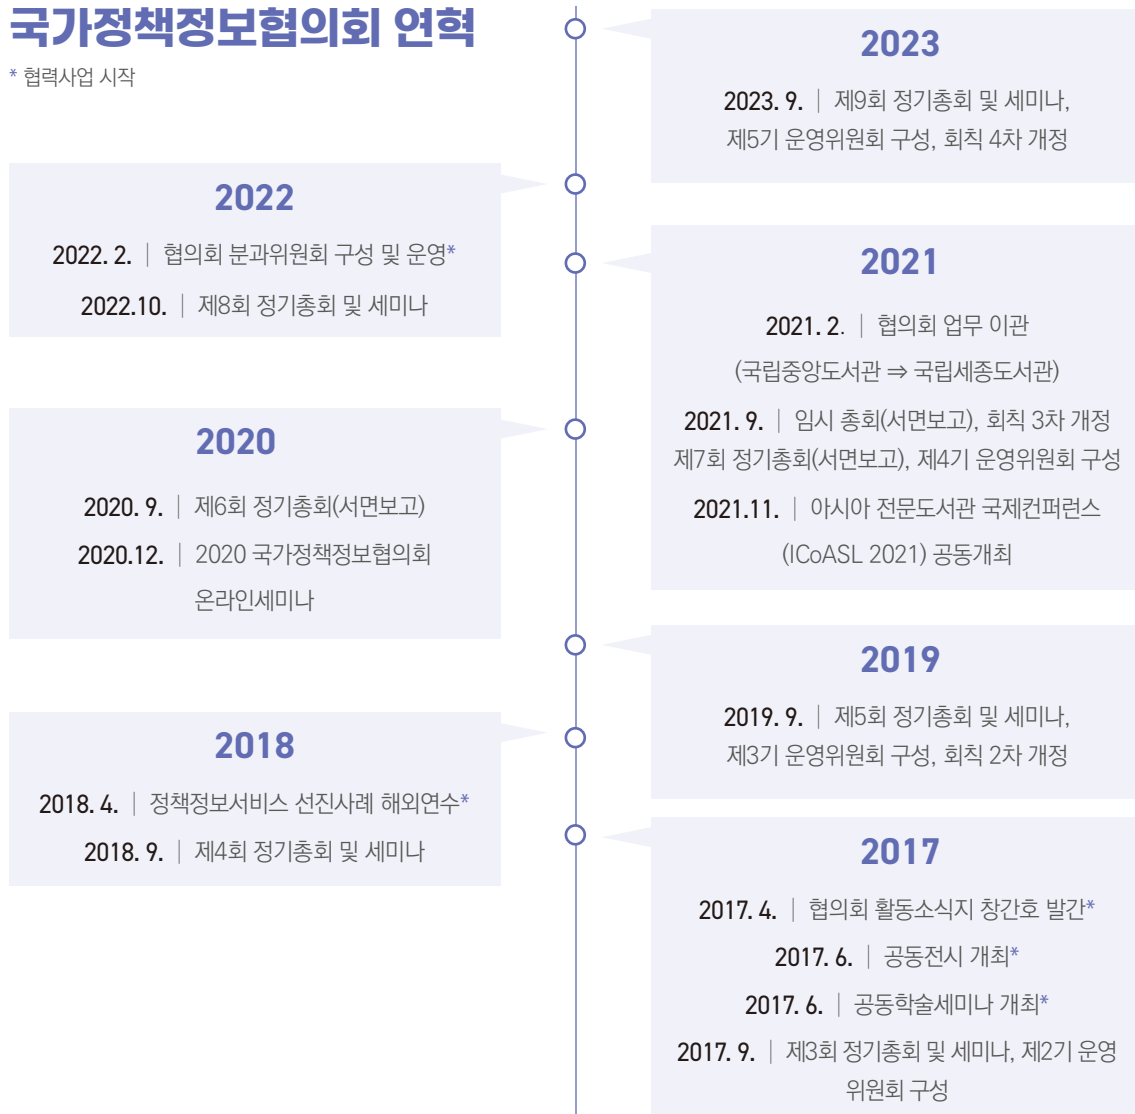 국가정책정보협의회 연혁
* 협력사업 시작
2023
2023. 9. | 제9회 정기총회 및 세미나,
제5기 운영위원회 구성, 회칙 4차 개정
2022
2022. 2. | 협의회 분과위원회 구성 및 운영*
2022.10. | 제8회 정기총회 및 세미나
2021
2021. 2. | 협의회 업무 이관
(국립중앙도서관 ⇒ 국립세종도서관)
2021. 9. | 임시 총회(서면보고), 회칙 3차 개정
제7회 정기총회(서면보고), 제4기 운영위원회 구성
2021.11. | 아시아 전문도서관 국제컨퍼런스
(ICoASL 2021) 공동개최
2020
2020. 9. | 제6회 정기총회(서면보고)
2020.12. | 2020 국가정책정보협의회
온라인세미나
2019
2019. 9. | 제5회 정기총회 및 세미나,
제3기 운영위원회 구성, 회칙 2차 개정
2018
2018. 4. | 정책정보서비스 선진사례 해외연수*
2018. 9. | 제4회 정기총회 및 세미나
2017
2017. 4. | 협의회 활동소식지 창간호 발간*
2017. 6. | 공동전시 개최*
2017. 6. | 공동학술세미나 개최*
2017. 9. | 제3회 정기총회 및 세미나, 제2기 운영
위원회 구성